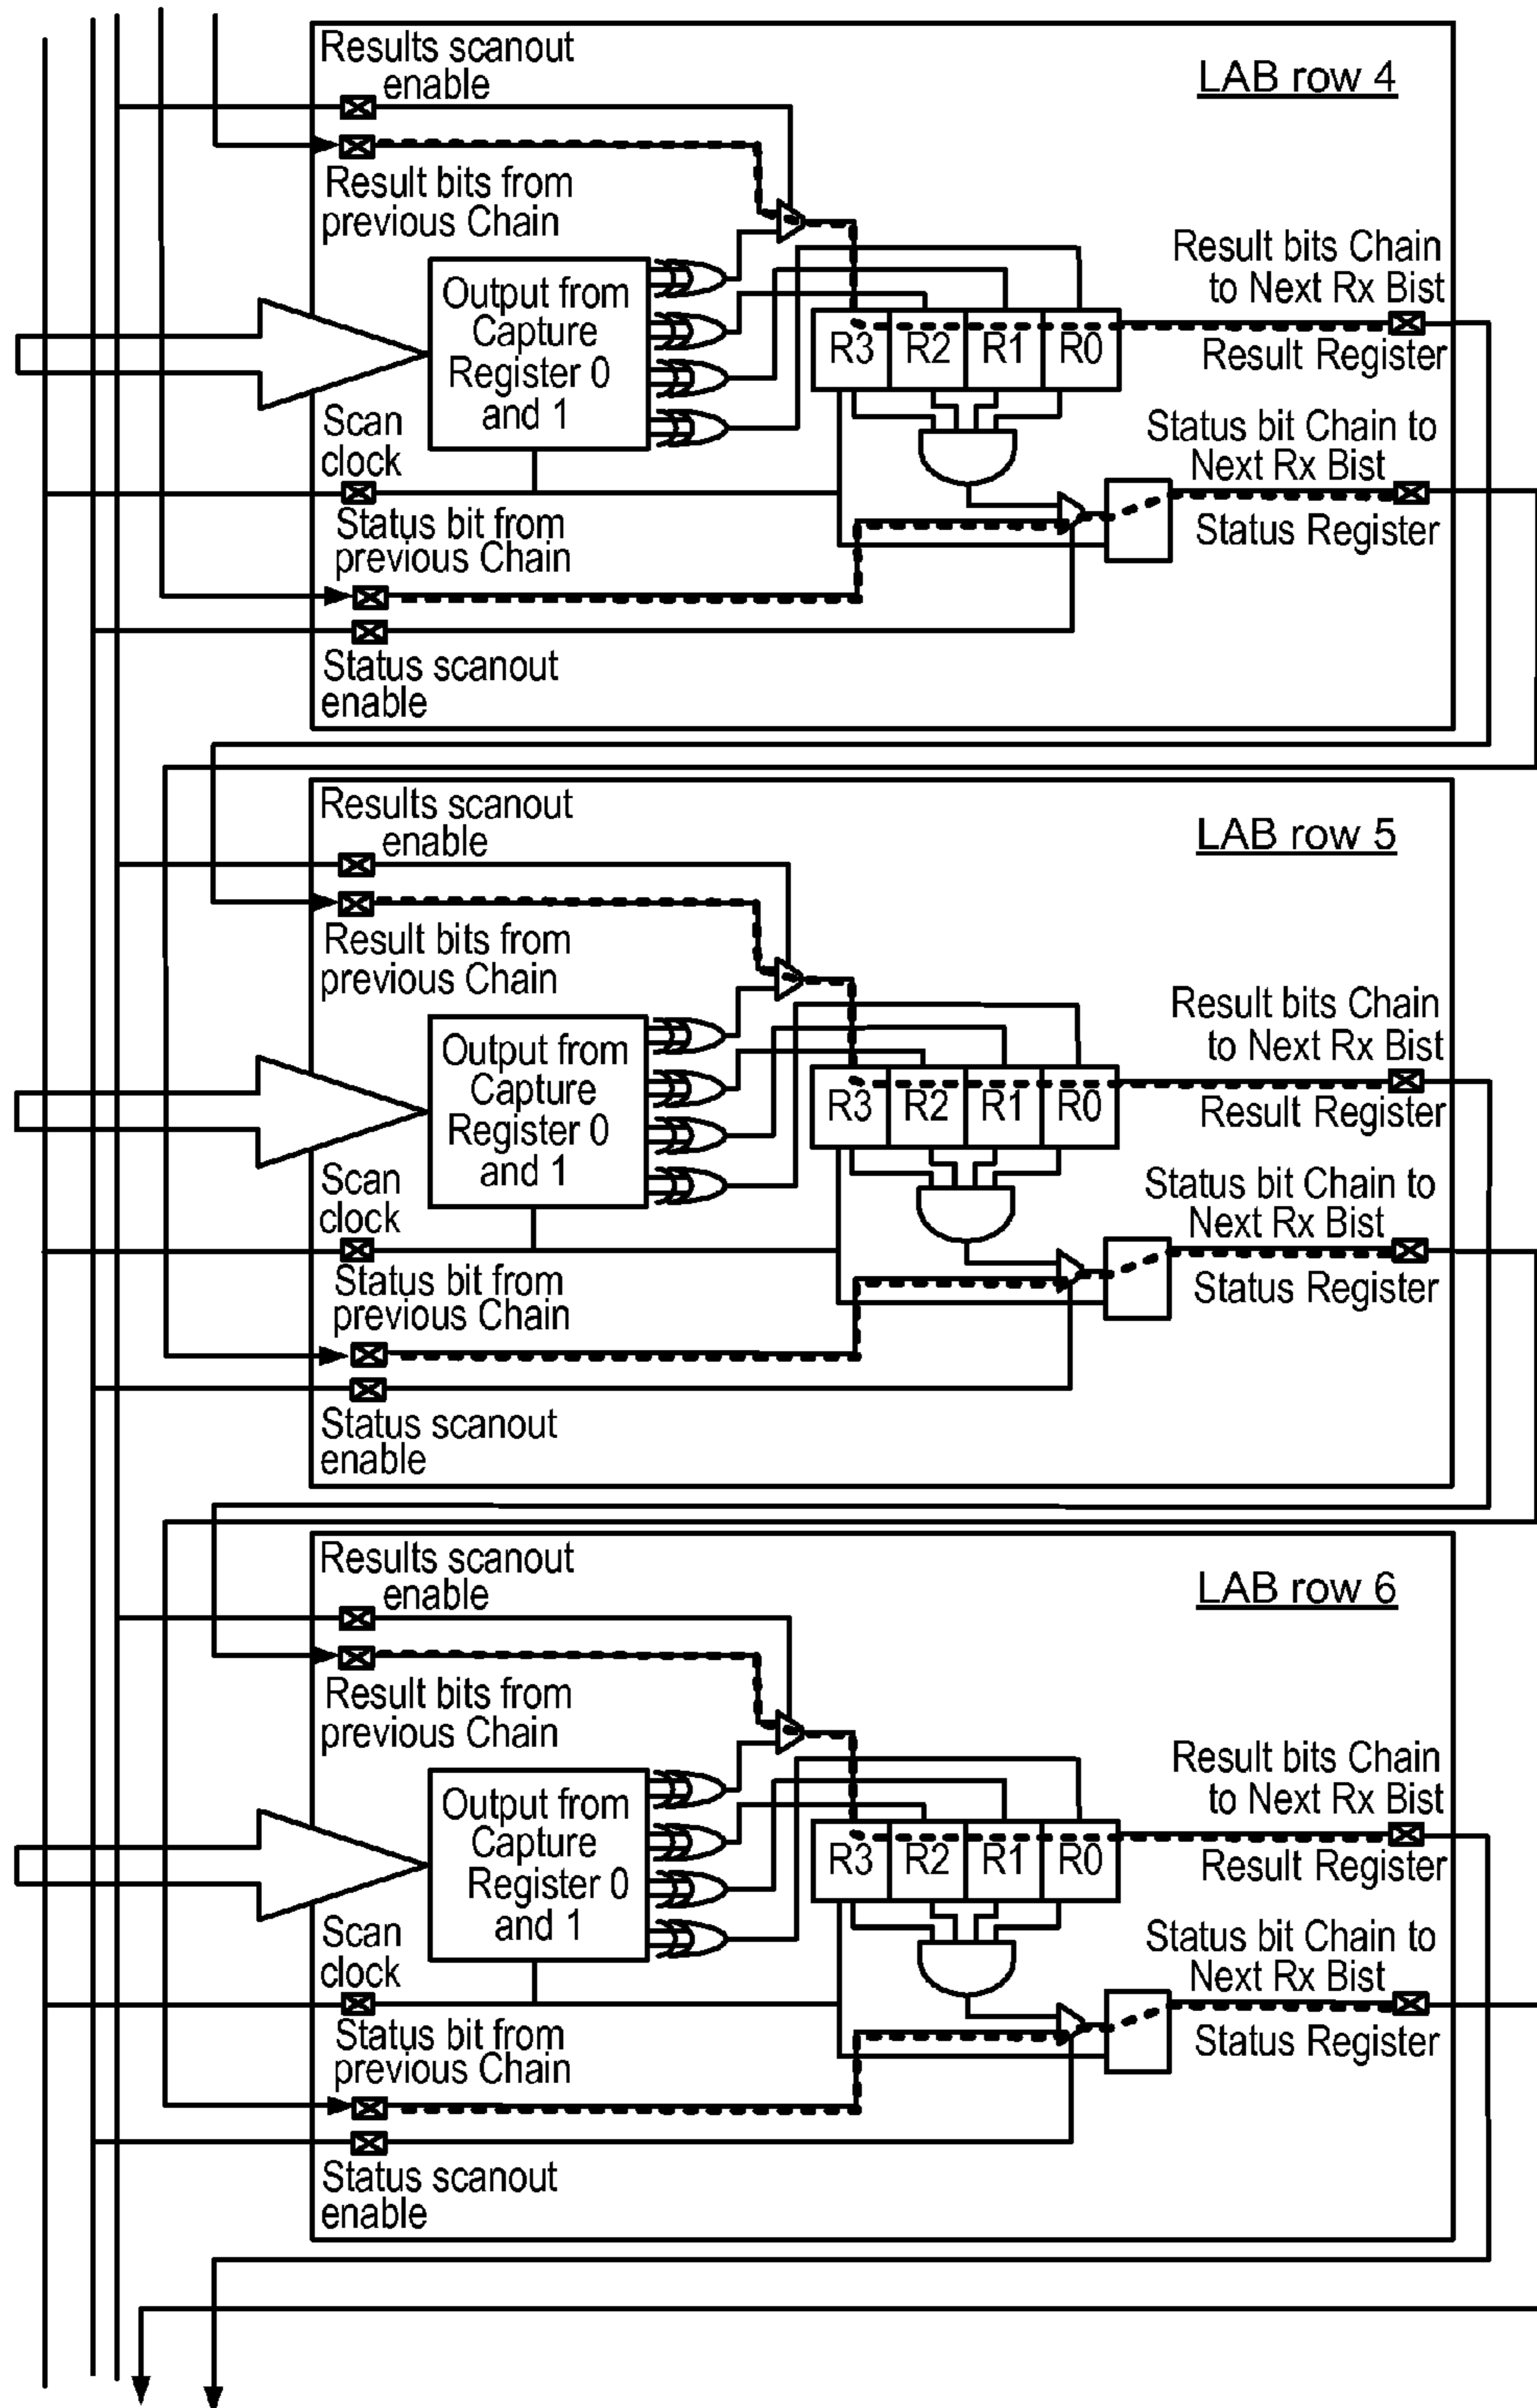 Results scanout
enable
LAB row 4
Result bits from
previous Chain
Output from
Capture
Register 0
and 1
R3 R2 R1 R0
Result bits Chain
to Next Rx Bist
Result Register
Scan
clock
Status bit Chain to
Next Rx Bist
Status Register
Status bit from
previous Chain
Status scanout
enable
Results scanout
enable
LAB row 5
Result bits from
previous Chain
Output from
Capture
Register 0
and 1
R3 R2 R1 R0
Result bits Chain
to Next Rx Bist
Result Register
Scan
clock
Status bit Chain to
Next Rx Bist
Status Register
Status bit from
previous Chain
Status scanout
enable
Results scanout
enable
LAB row 6
Result bits from
previous Chain
Output from
Capture
Register 0
and 1
R3 R2 R1 R0
Result bits Chain
to Next Rx Bist
Result Register
Scan
clock
Status bit Chain to
Next Rx Bist
Status Register
Status bit from
previous Chain
Status scanout
enable